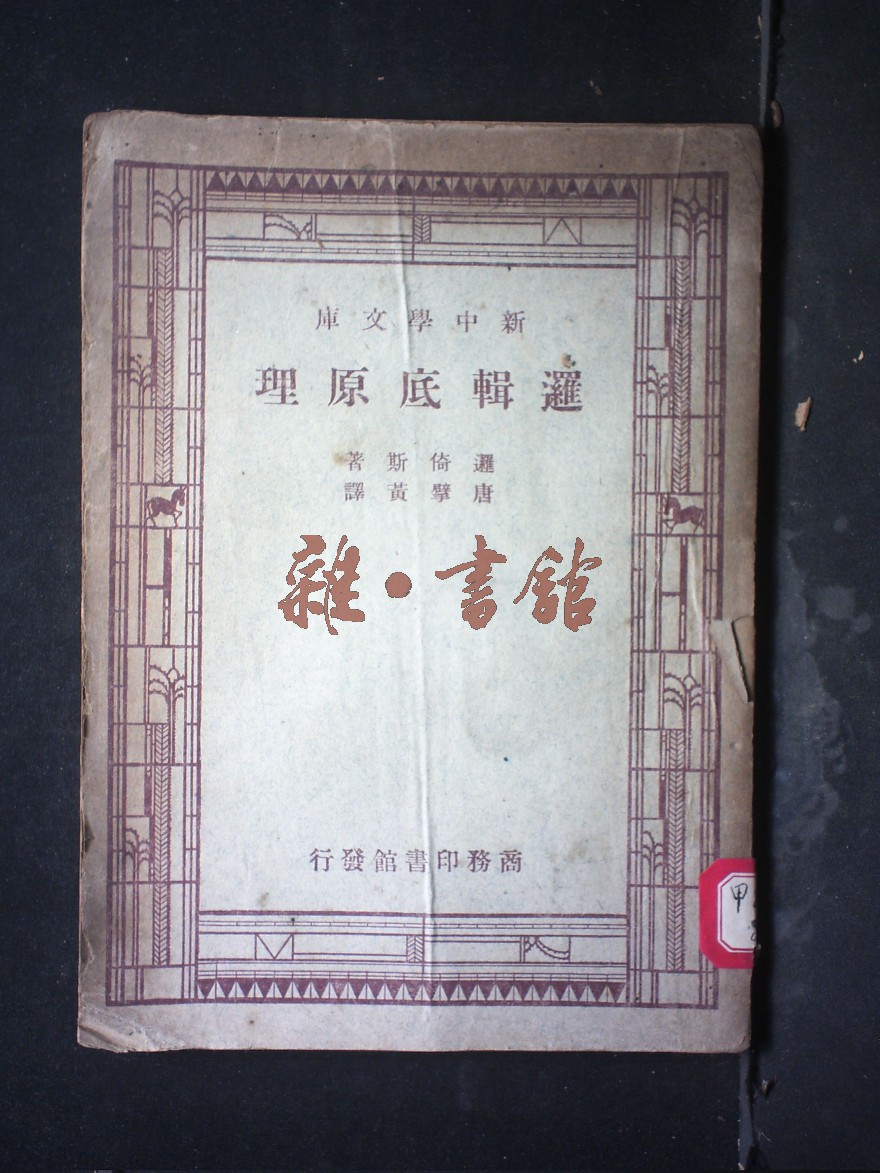 新中學文庫
邏輯底原理
邏倚斯著
唐擘黃譯
雜•書舘
商務印書館發行
甲